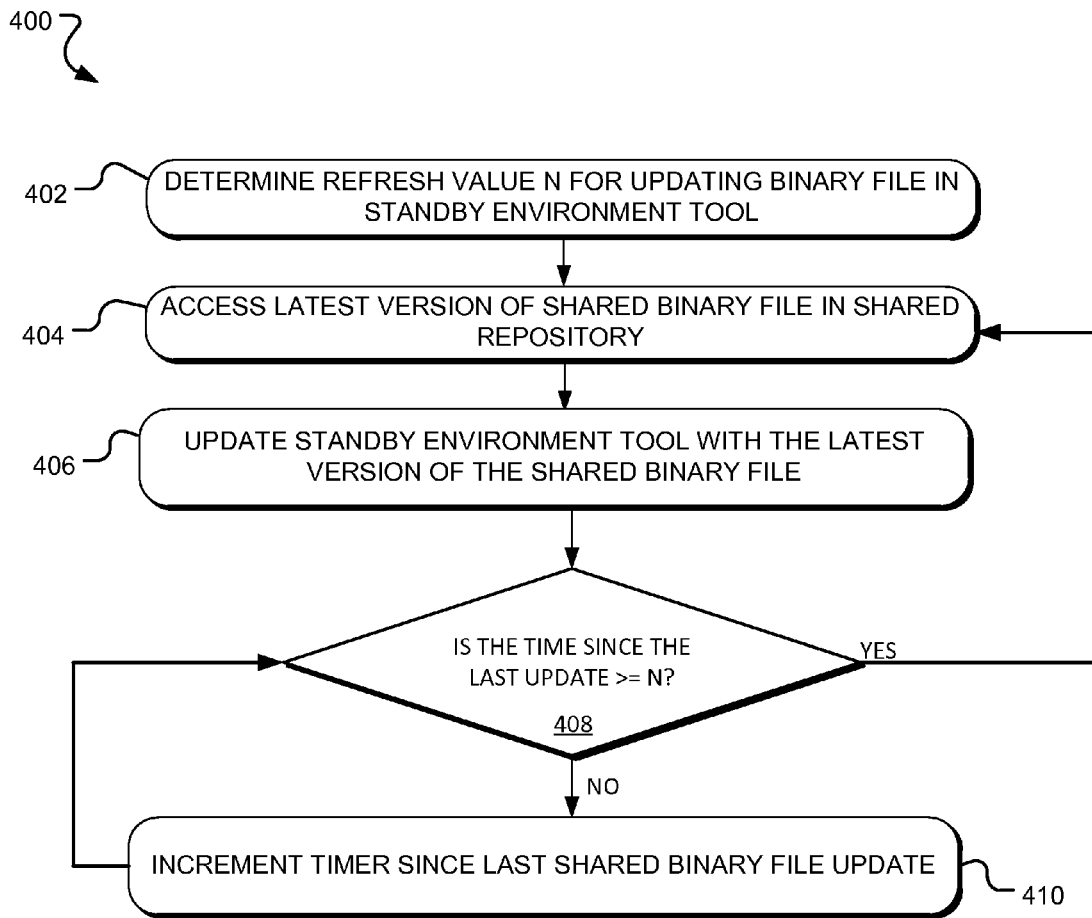 400
402
DETERMINE REFRESH VALUE N FOR UPDATING BINARY FILE IN
STANDBY ENVIRONMENT TOOL
404
ACCESS LATEST VERSION OF SHARED BINARY FILE IN SHARED
REPOSITORY
406
UPDATE STANDBY ENVIRONMENT TOOL WITH THE LATEST
VERSION OF THE SHARED BINARY FILE
IS THE TIME SINCE THE
LAST UPDATE >= N?
408
YES
NO
INCREMENT TIMER SINCE LAST SHARED BINARY FILE UPDATE
410